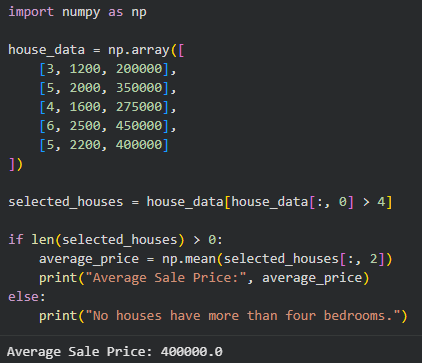 import numpy as np
house_data = np.array([
    [3, 1200, 200000],
    [5, 2000, 350000],
    [4, 1600, 275000],
    [6, 2500, 450000],
    [5, 2200, 400000]
])
selected_houses = house_data[house_data[:, 0] > 4]
if len(selected_houses) > 0:
    average_price = np.mean(selected_houses[:, 2])
    print("Average Sale Price:", average_price)
else:
    print("No houses have more than four bedrooms.")
Average Sale Price: 400000.0